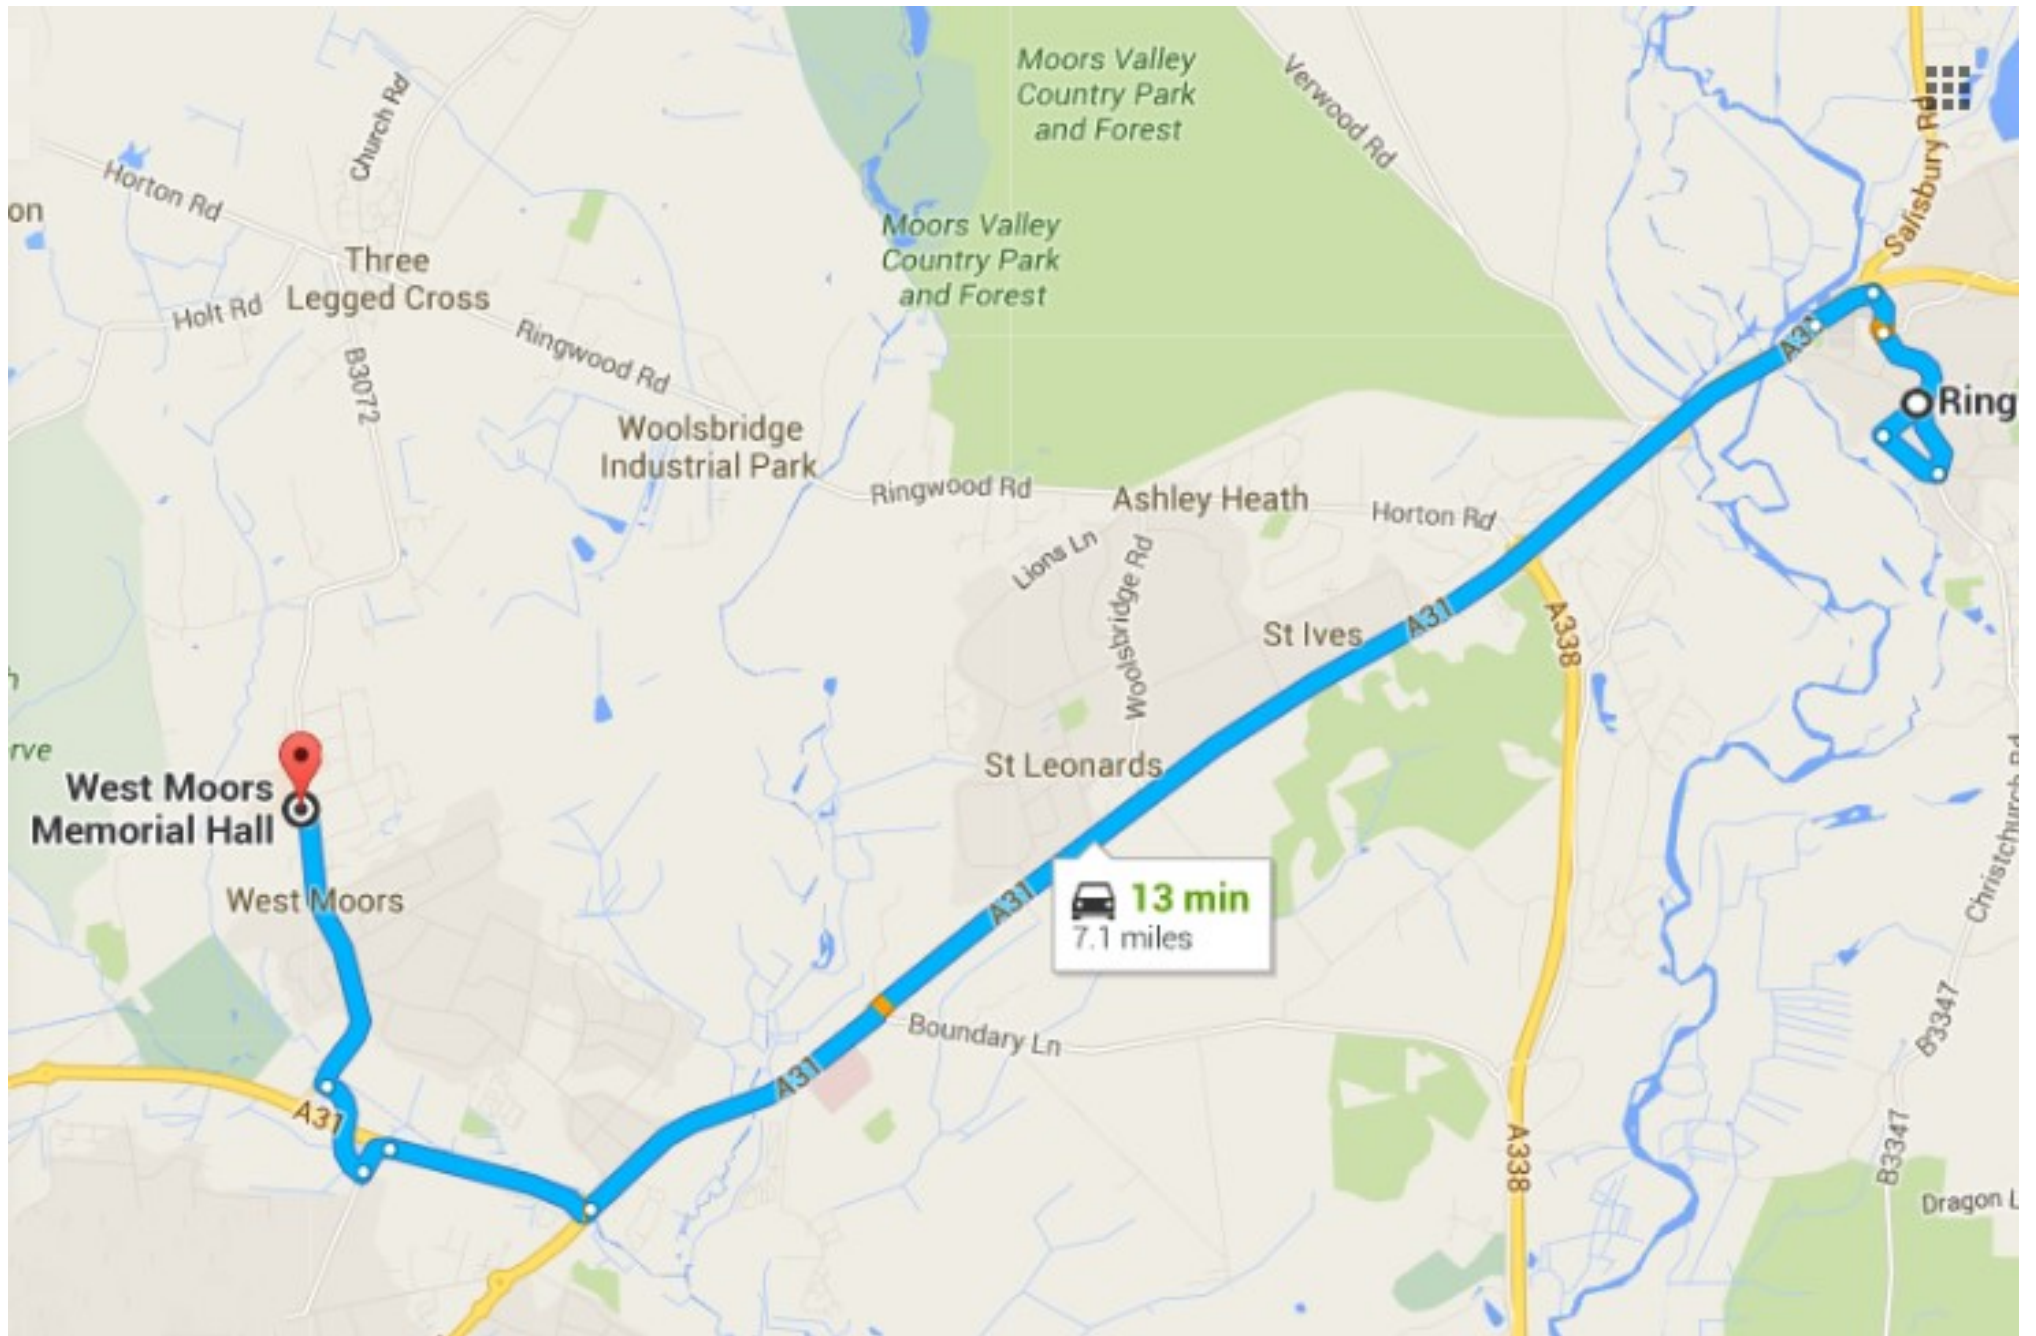 Moors Valley
Country Park
and Forest
Verwood Rd
Church Rd
Salisbury Rd
Horton Rd
on
Moors Valley
Country Park
and Forest
Three
Legged Cross
Holt Rd
Ringwood Rd
B3072
A31
Ring
Woolsbridge
Industrial Park
Ringwood Rd
Ashley Heath
Horton Rd
Lions Ln
Woolsbridge Rd
A31
St Ives
A338
h
rve
St Leonards
West Moors
Memorial Hall
West Moors
13 min
7.1 miles
A31
Christchurch Rd
Boundary Ln
B3347
A31
A31
A338
B3347
Dragon L